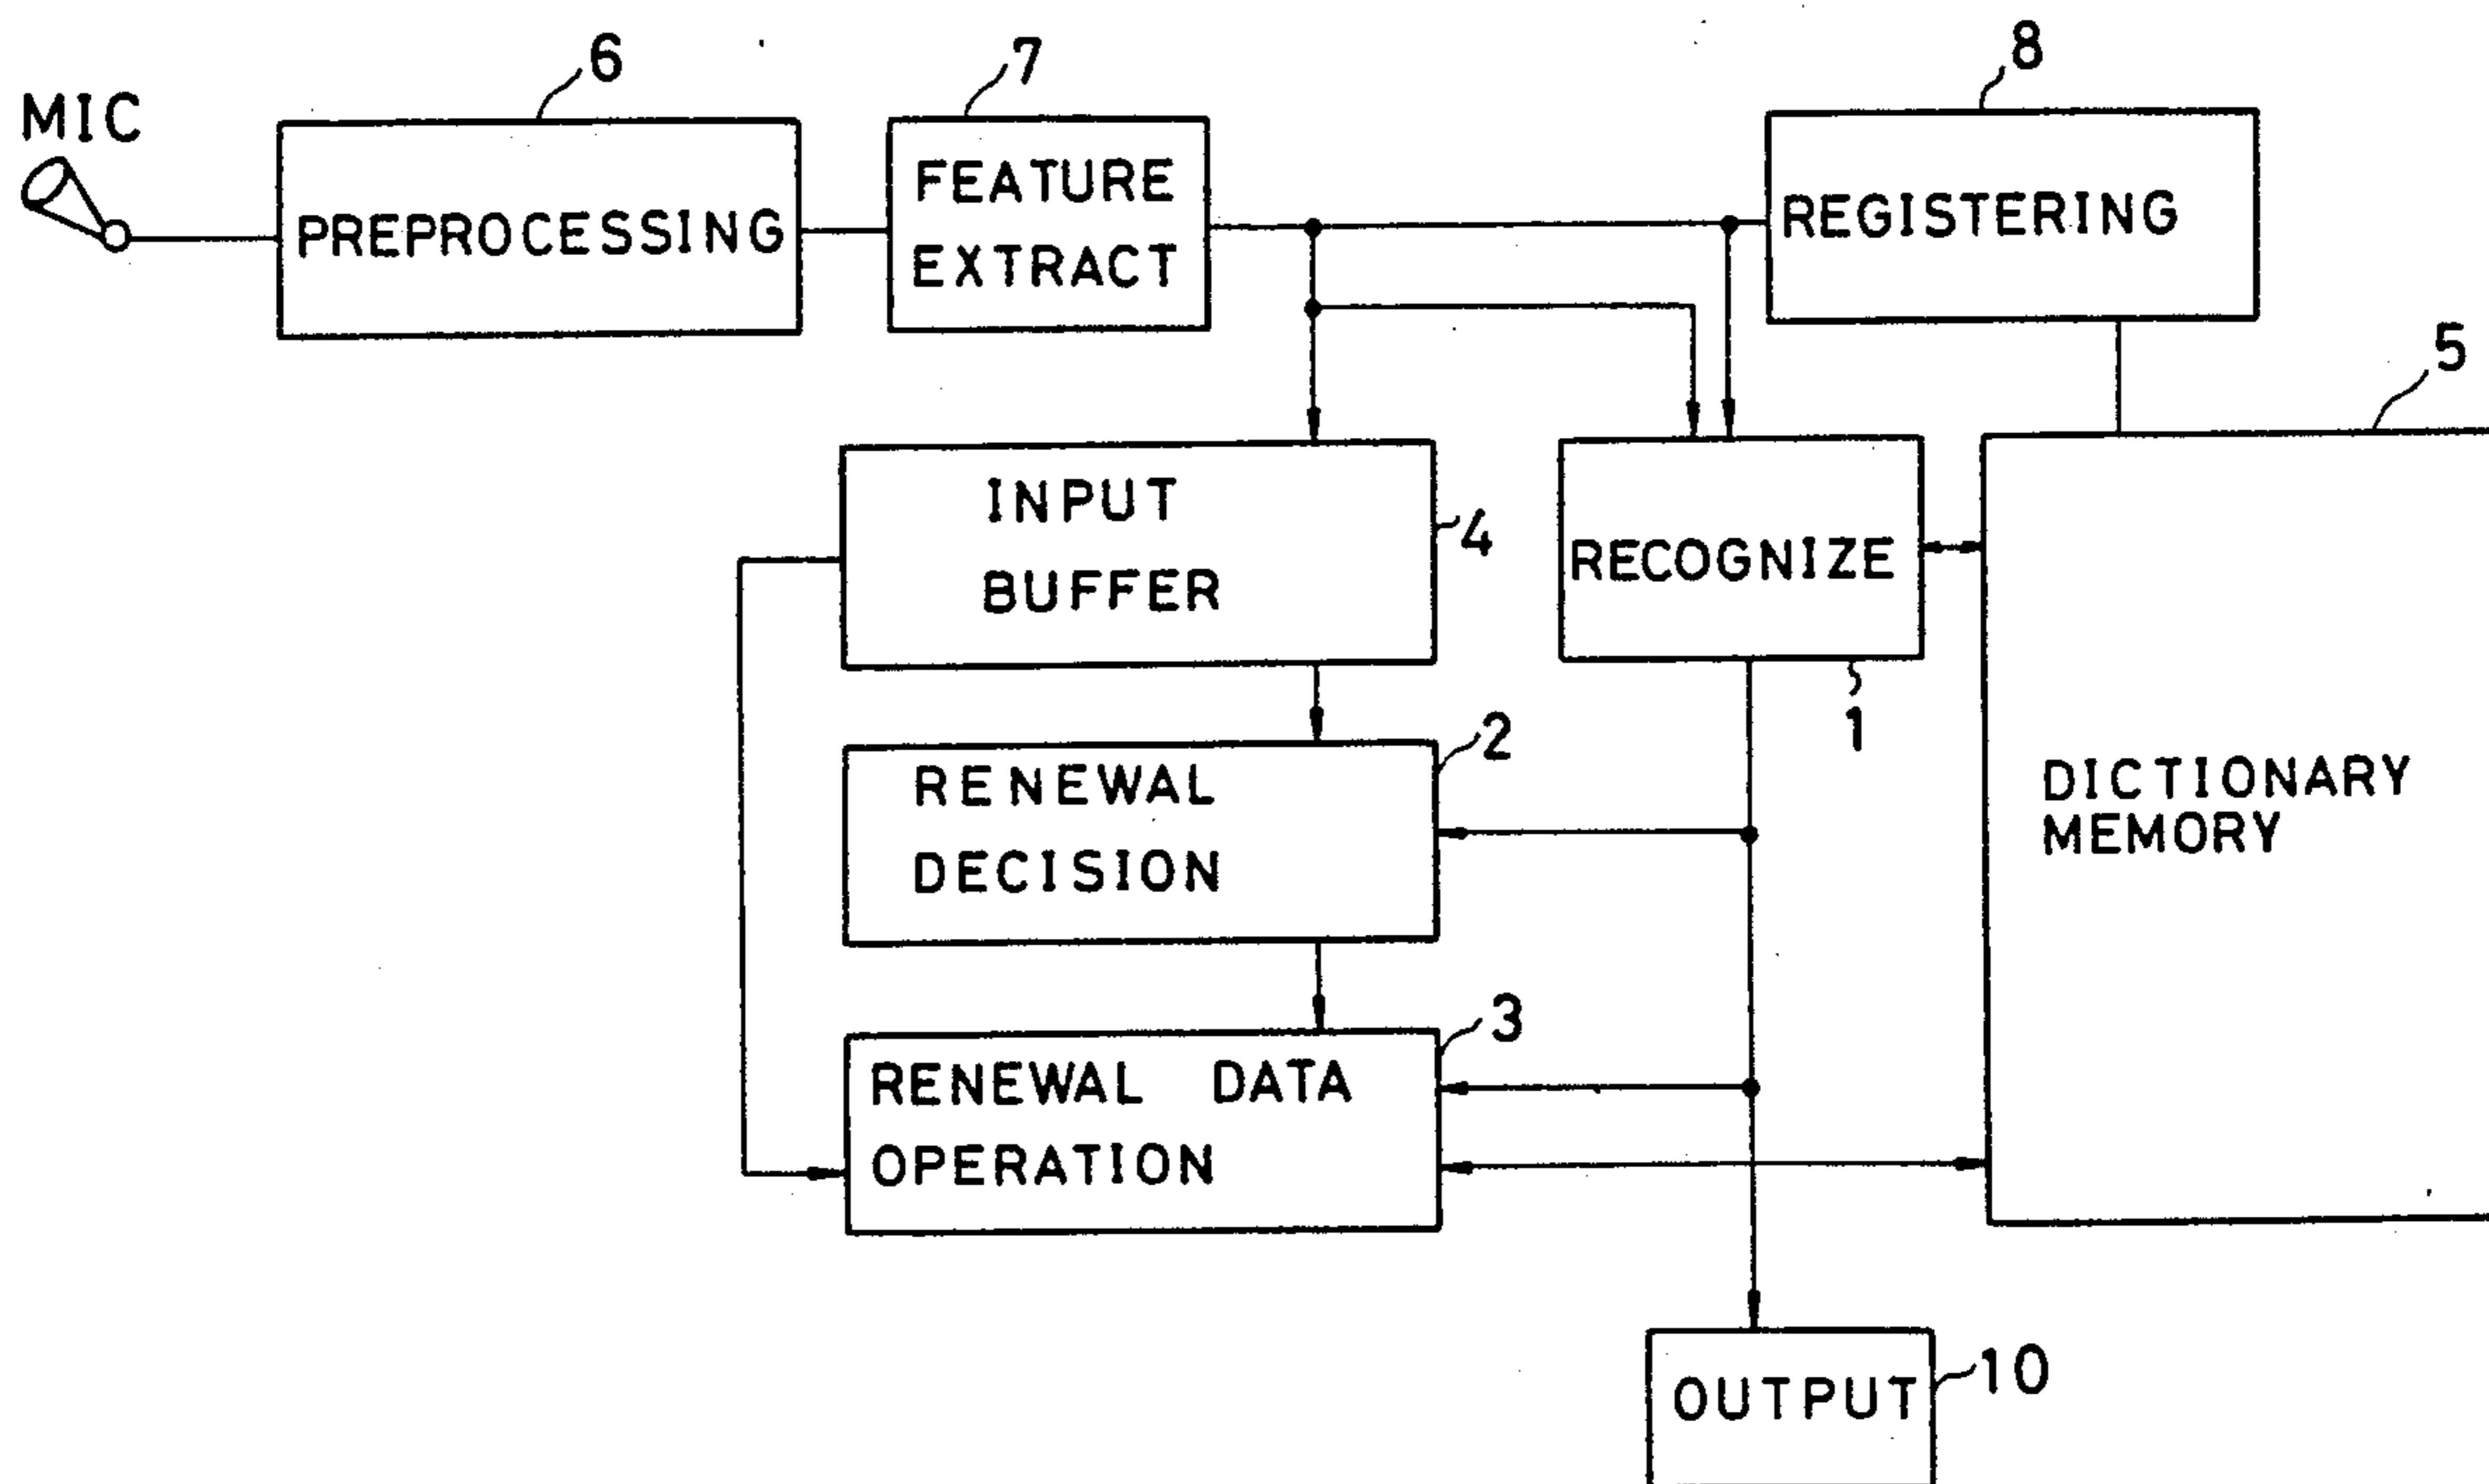 6
7
8
MIC
PREPROCESSING
FEATURE
EXTRACT
REGISTERING
5
INPUT
BUFFER
4
RECOGNIZE
1
RENEWAL
DECISION
2
DICTIONARY
MEMORY
3
RENEWAL DATA
OPERATION
OUTPUT
10